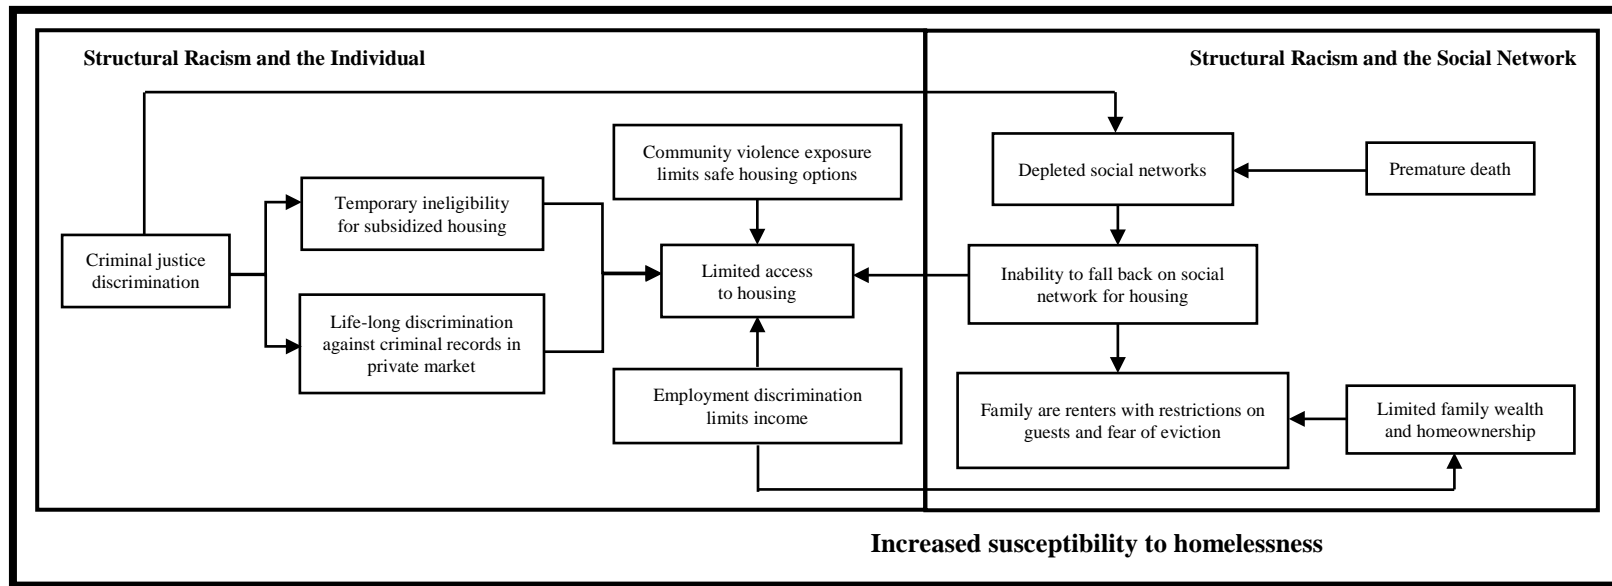 Structural Racism and the Individual
Structural Racism and the Social Network
Community violence exposure
limits safe housing options
Depleted social networks
Premature death
Temporary ineligibility
for subsidized housing
Criminal justice
discrimination
Limited access
to housing
Inability to fall back on social
network for housing
Life-long discrimination
against criminal records in
private market
Employment discrimination
limits income
Family are renters with restrictions on
guests and fear of eviction
Limited family wealth
and homeownership
Increased susceptibility to homelessness